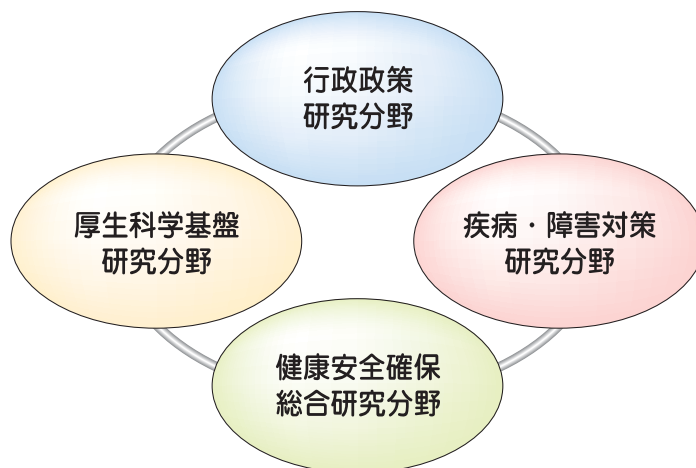 行政政策
研究分野
厚生科学基盤
研究分野
疾病・障害対策
研究分野
健康安全確保
総合研究分野